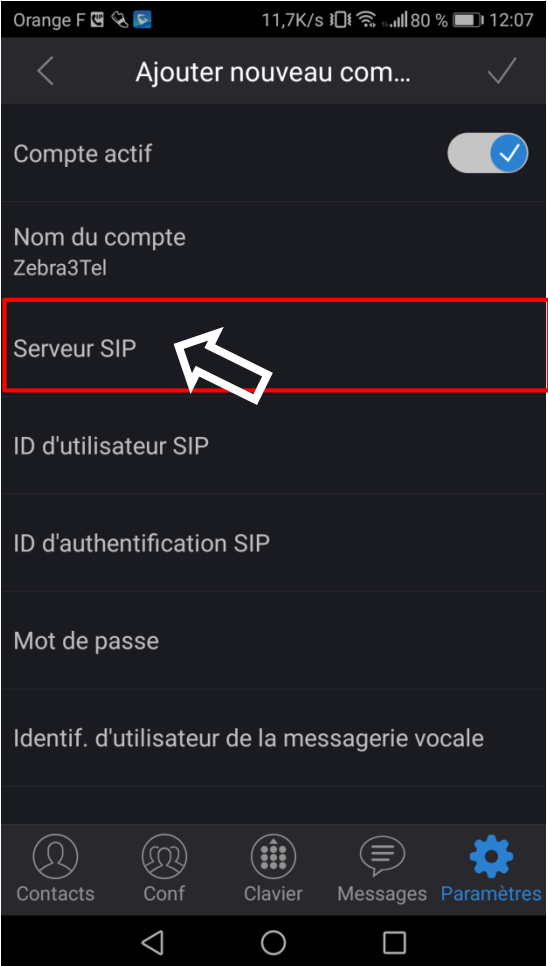 Orange F 11,7K/s 80 % 12:07
Ajouter nouveau com...
Compte actif
Nom du compte
Zebra3Tel
Serveur SIP
ID d'utilisateur SIP
ID d'authentification SIP
Mot de passe
Identif. d'utilisateur de la messagerie vocale
Contacts Conf Clavier Messages Paramètres